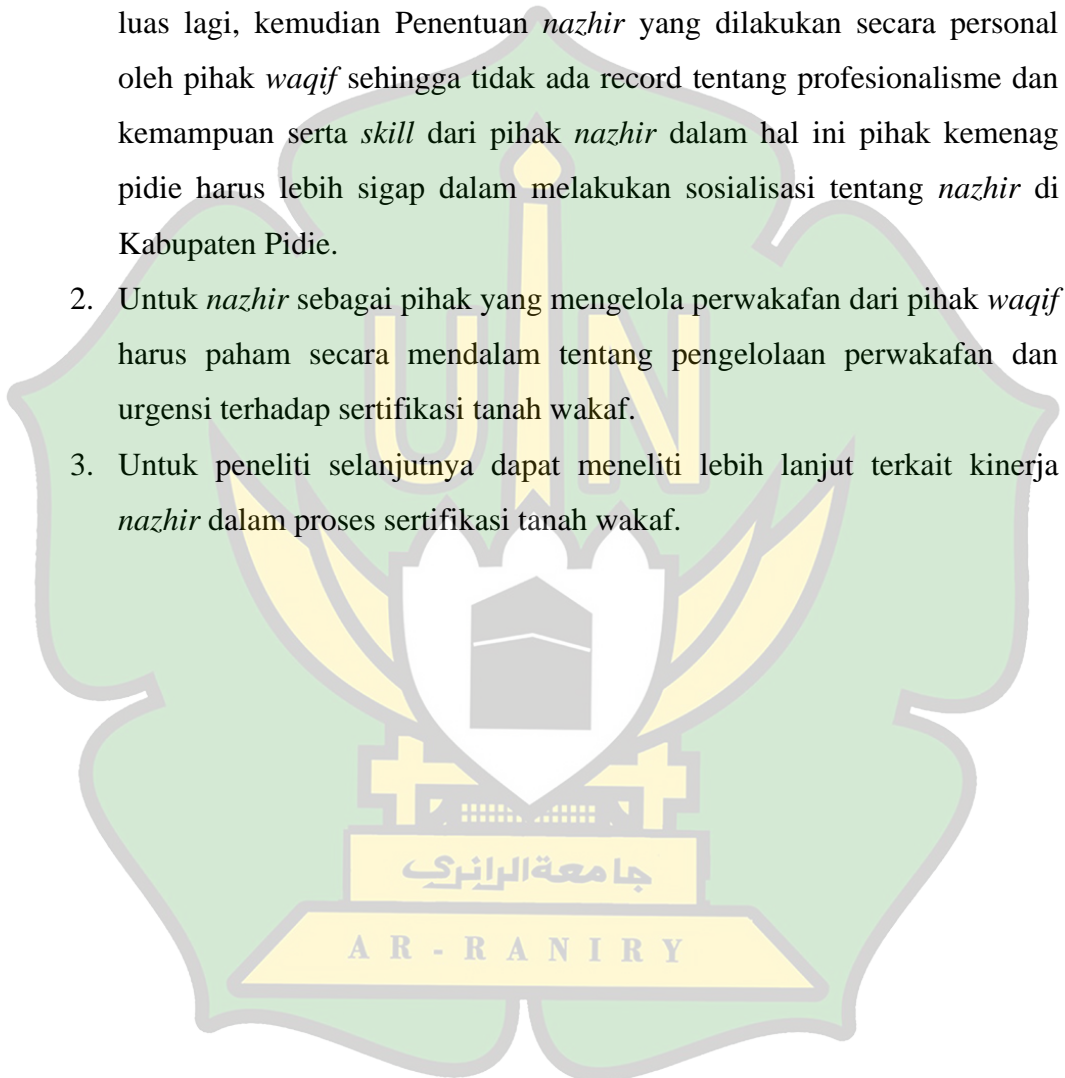 luas lagi, kemudian Penentuan nazhir yang dilakukan secara personal
oleh pihak waqif sehingga tidak ada record tentang profesionalisme dan
kemampuan serta skill dari pihak nazhir dalam hal ini pihak kemenag
pidie harus lebih sigap dalam melakukan sosialisasi tentang nazhir di
Kabupaten Pidie.
2. Untuk nazhir sebagai pihak yang mengelola perwakafan dari pihak waqif
harus paham secara mendalam tentang pengelolaan perwakafan dan
urgensi terhadap sertifikasi tanah wakaf.
3. Untuk peneliti selanjutnya dapat meneliti lebih lanjut terkait kinerja
nazhir dalam proses sertifikasi tanah wakaf.
UIN
جامعةالرانري
AR-RANIRY